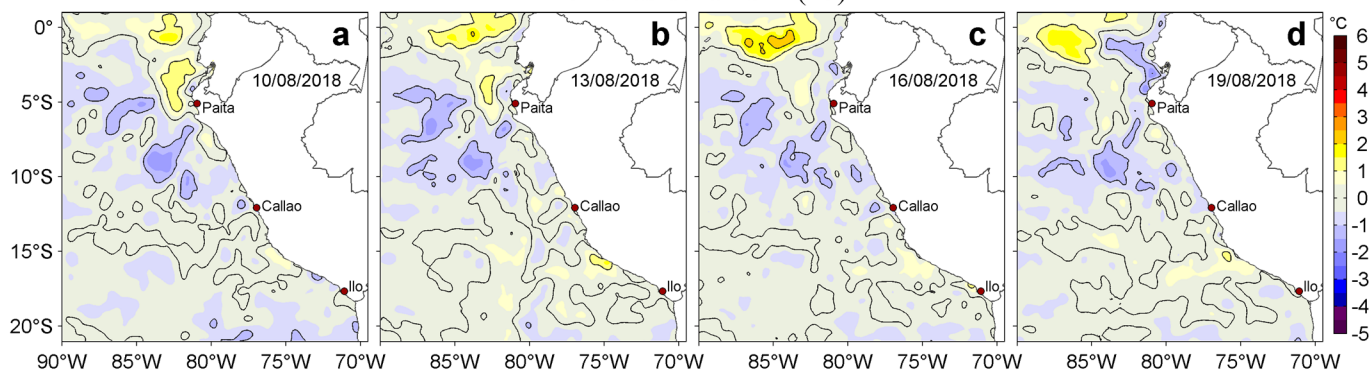 a
b
c
d
°C
10/08/2018
13/08/2018
16/08/2018
19/08/2018
0°
5°S
10°S
15°S
20°S
Paita
Paita
Paita
Paita
Callao
Callao
Callao
Callao
Ilo
Ilo
Ilo
Ilo
6
5
4
3
2
1
0
-1
-2
-3
-4
-5
90°W 85°W 80°W 75°W 70°W
85°W 80°W 75°W 70°W
85°W 80°W 75°W 70°W
85°W 80°W 75°W 70°W